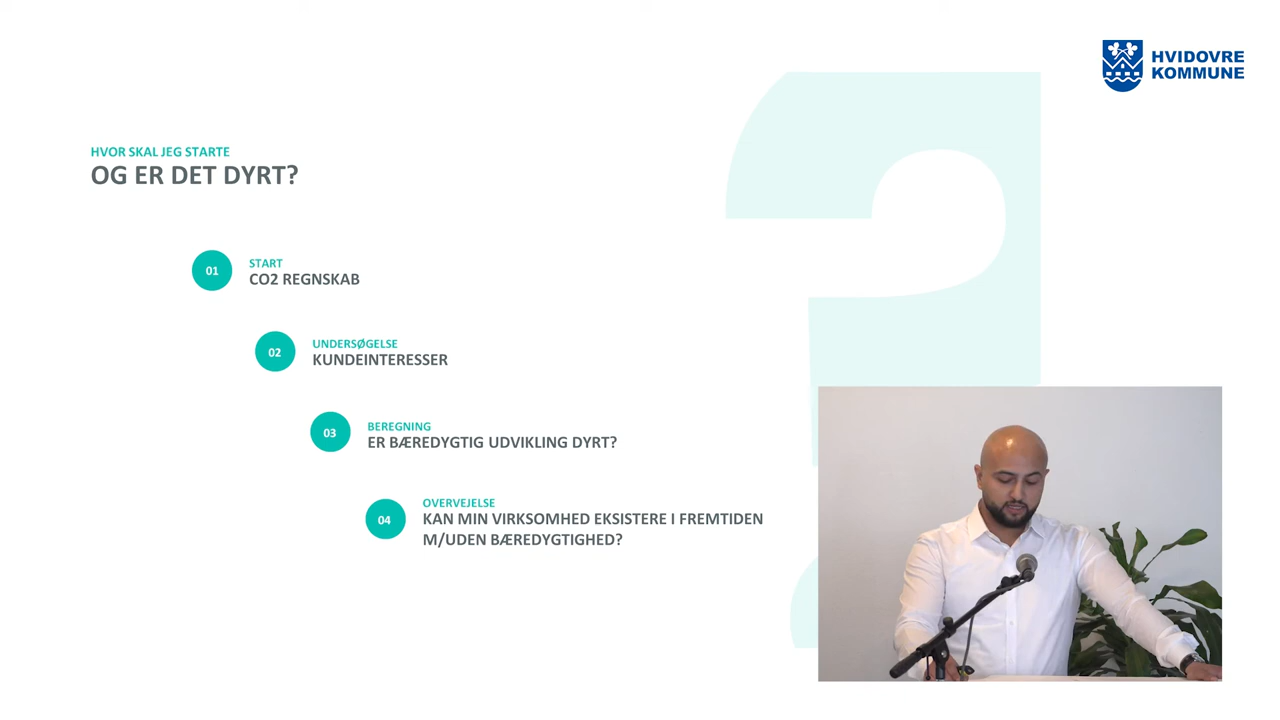 HVIDOVRE
KOMMUNE
HVOR SKAL JEG STARTE
OG ER DET DYRT?
01
START
CO2 REGNSKAB
02
UNDERSØGELSE
KUNDEINTERESSER
03
BEREGNING
ER BÆREDYGTIG UDVIKLING DYRT?
04
OVERVEJELSE
KAN MIN VIRKSOMHED EKSISTERE I FREMTIDEN
M/UDEN BÆREDYGTIGHED?